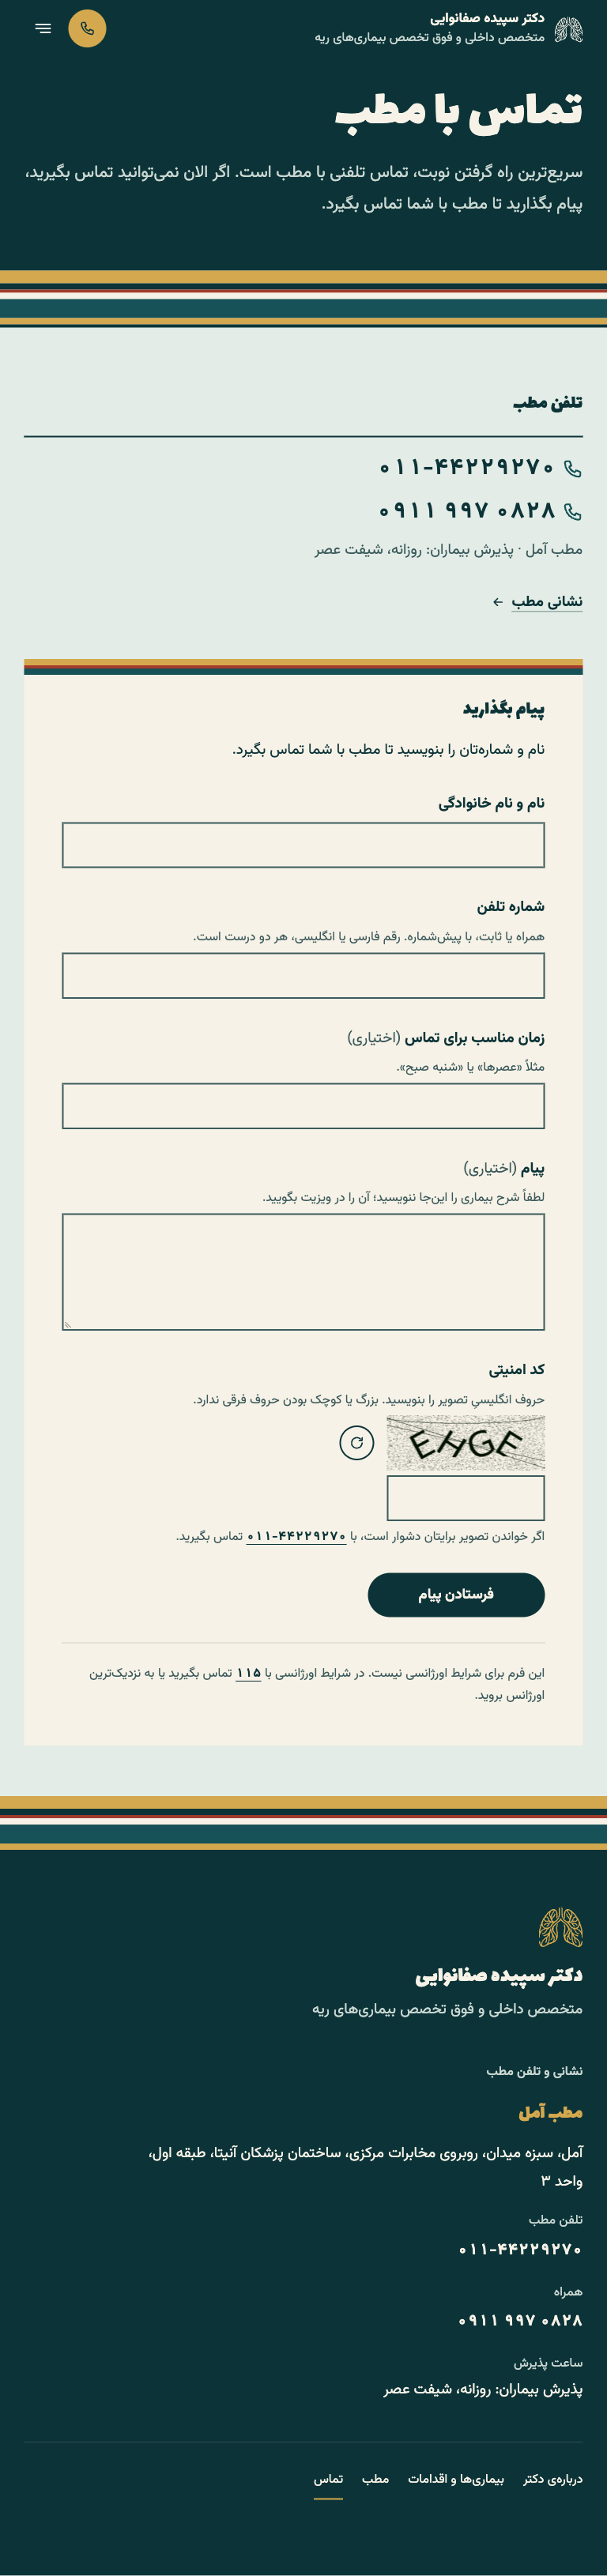 دکتر سپیده صفانوایی
متخصص داخلی و فوق تخصص بیماری‌های ریه
تماس با مطب
سریع‌ترین راه گرفتن نوبت، تماس تلفنی با مطب است. اگر الان نمی‌توانید تماس بگیرید،
پیام بگذارید تا مطب با شما تماس بگیرد.
تلفن مطب
۰۱۱-۴۴۲۲۹۲۷۰
۰۹۱۱ ۹۹۷ ۰۸۲۸
مطب آمل · پذیرش بیماران: روزانه، شیفت عصر
نشانی مطب ←
پیام بگذارید
نام و شماره‌تان را بنویسید تا مطب با شما تماس بگیرد.
نام و نام خانوادگی
شماره تلفن
همراه یا ثابت، با پیش‌شماره. رقم فارسی یا انگلیسی، هر دو درست است.
زمان مناسب برای تماس (اختیاری)
مثلاً «عصرها» یا «شنبه صبح».
پیام (اختیاری)
لطفاً شرح بیماری را این‌جا ننویسید؛ آن را در ویزیت بگویید.
کد امنیتی
حروف انگلیسیِ تصویر را بنویسید. بزرگ یا کوچک بودن حروف فرقی ندارد.
EHGE
اگر خواندن تصویر برایتان دشوار است، با ۰۱۱-۴۴۲۲۹۲۷۰ تماس بگیرید.
فرستادن پیام
این فرم برای شرایط اورژانسی نیست. در شرایط اورژانسی با ۱۱۵ تماس بگیرید یا به نزدیک‌ترین
اورژانس بروید.
دکتر سپیده صفانوایی
متخصص داخلی و فوق تخصص بیماری‌های ریه
نشانی و تلفن مطب
مطب آمل
آمل، سبزه میدان، روبروی مخابرات مرکزی، ساختمان پزشکان آنیتا، طبقه اول،
واحد ۳
تلفن مطب
۰۱۱-۴۴۲۲۹۲۷۰
همراه
۰۹۱۱ ۹۹۷ ۰۸۲۸
ساعت پذیرش
پذیرش بیماران: روزانه، شیفت عصر
درباره‌ی دکتر بیماری‌ها و اقدامات مطب تماس